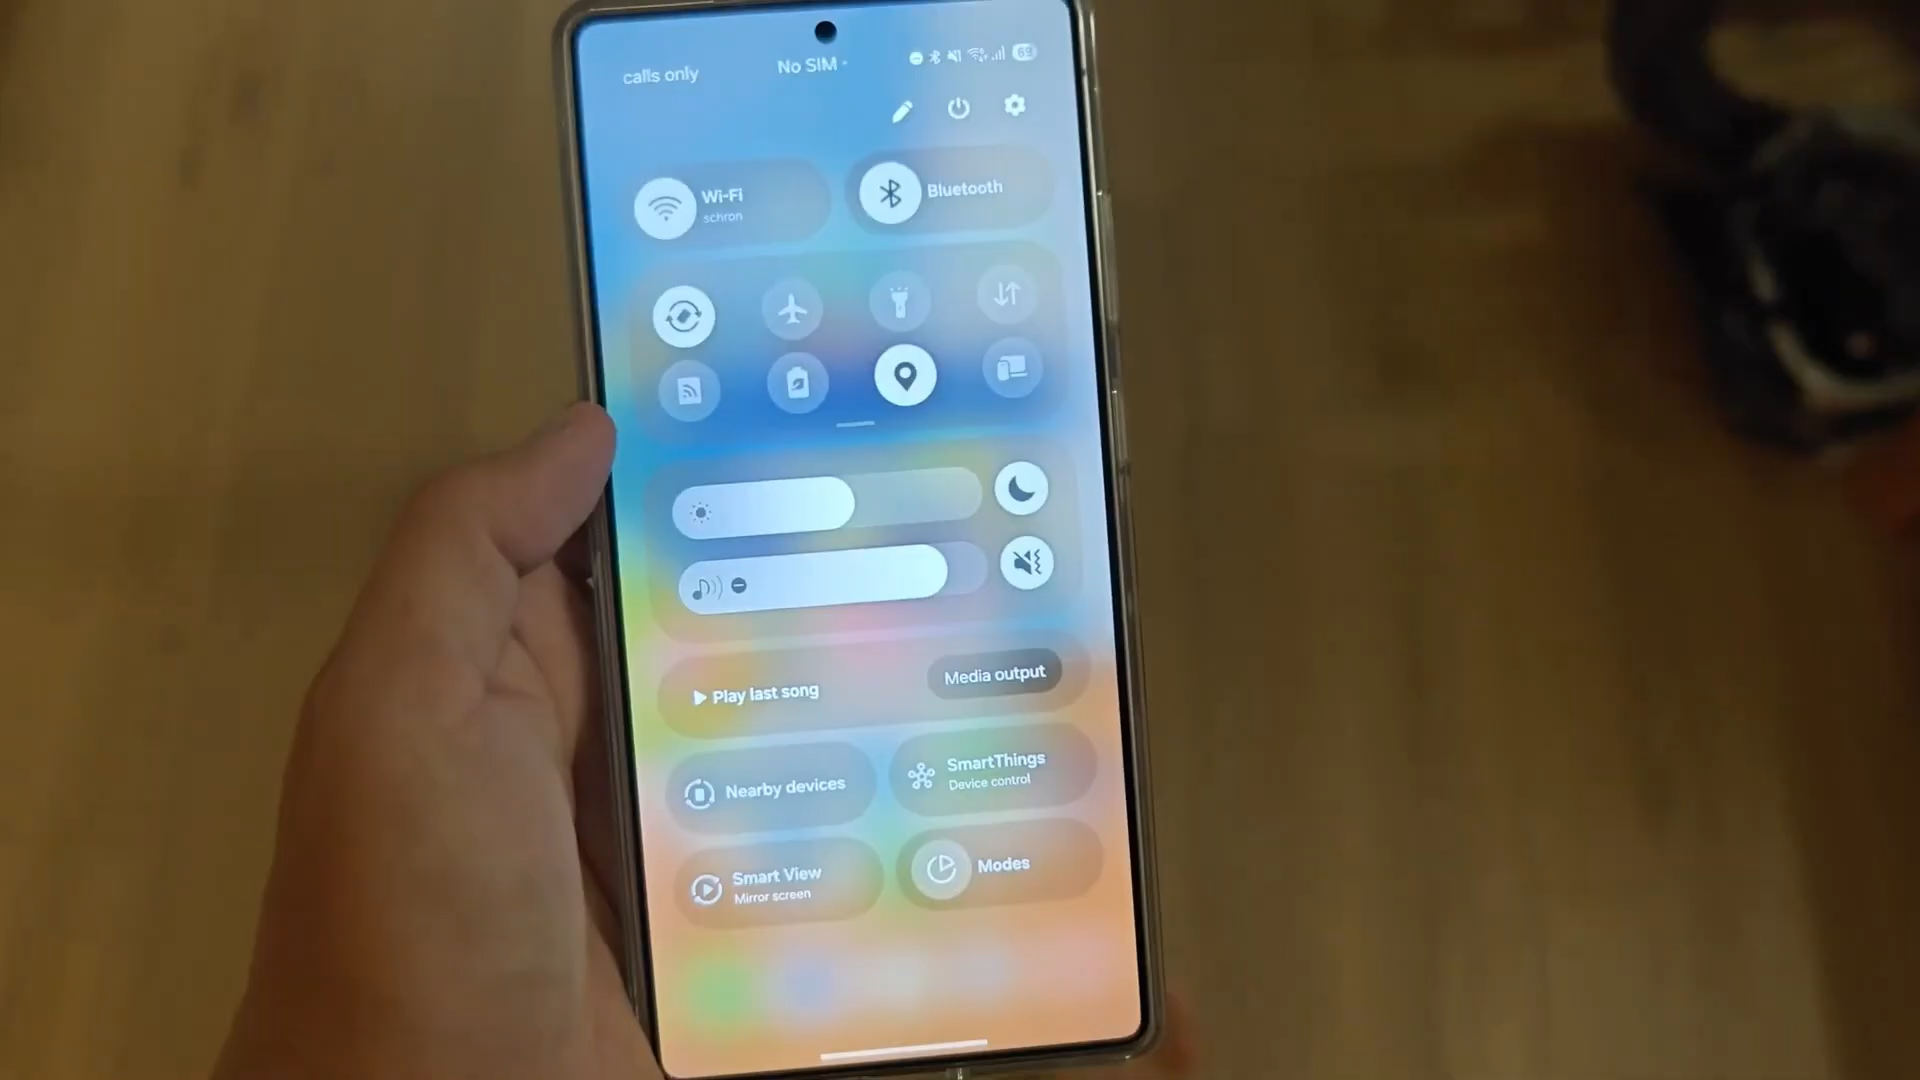 calls only
No SIM
69
Wi-Fi
schron
Bluetooth
Play last song
Media output
Nearby devices
SmartThings
Device control
Smart View
Mirror screen
Modes